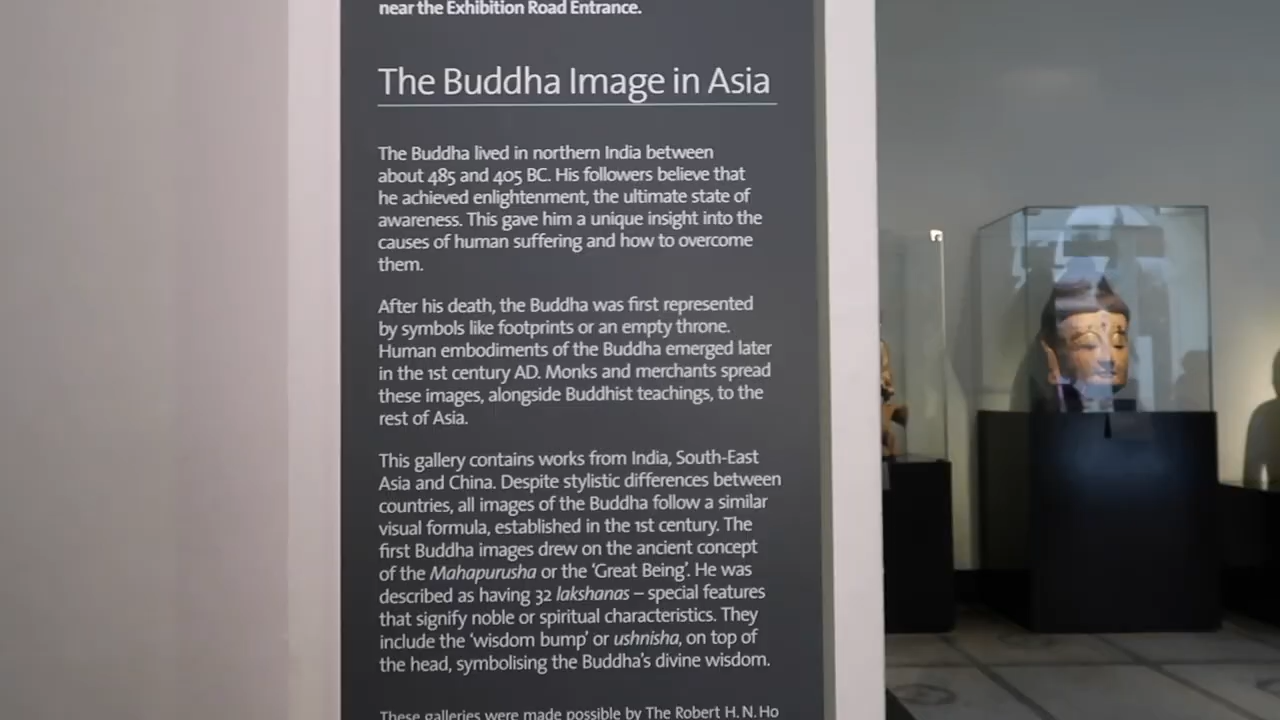 near the Exhibition Road Entrance.
The Buddha Image in Asia
The Buddha lived in northern India between
about 485 and 405 BC. His followers believe that
he achieved enlightenment, the ultimate state of
awareness. This gave him a unique insight into the
causes of human suffering and how to overcome
them.
After his death, the Buddha was first represented
by symbols like footprints or an empty throne.
Human embodiments of the Buddha emerged later
in the 1st century AD. Monks and merchants spread
these images, alongside Buddhist teachings, to the
rest of Asia.
This gallery contains works from India, South-East
Asia and China. Despite stylistic differences between
countries, all images of the Buddha follow a similar
visual formula, established in the 1st century. The
first Buddha images drew on the ancient concept
of the Mahapurusha or the ‘Great Being’. He was
described as having 32 lakshanas – special features
that signify noble or spiritual characteristics. They
include the ‘wisdom bump’ or ushnisha, on top of
the head, symbolising the Buddha’s divine wisdom.
These galleries were made possible by The Robert H. N. Ho